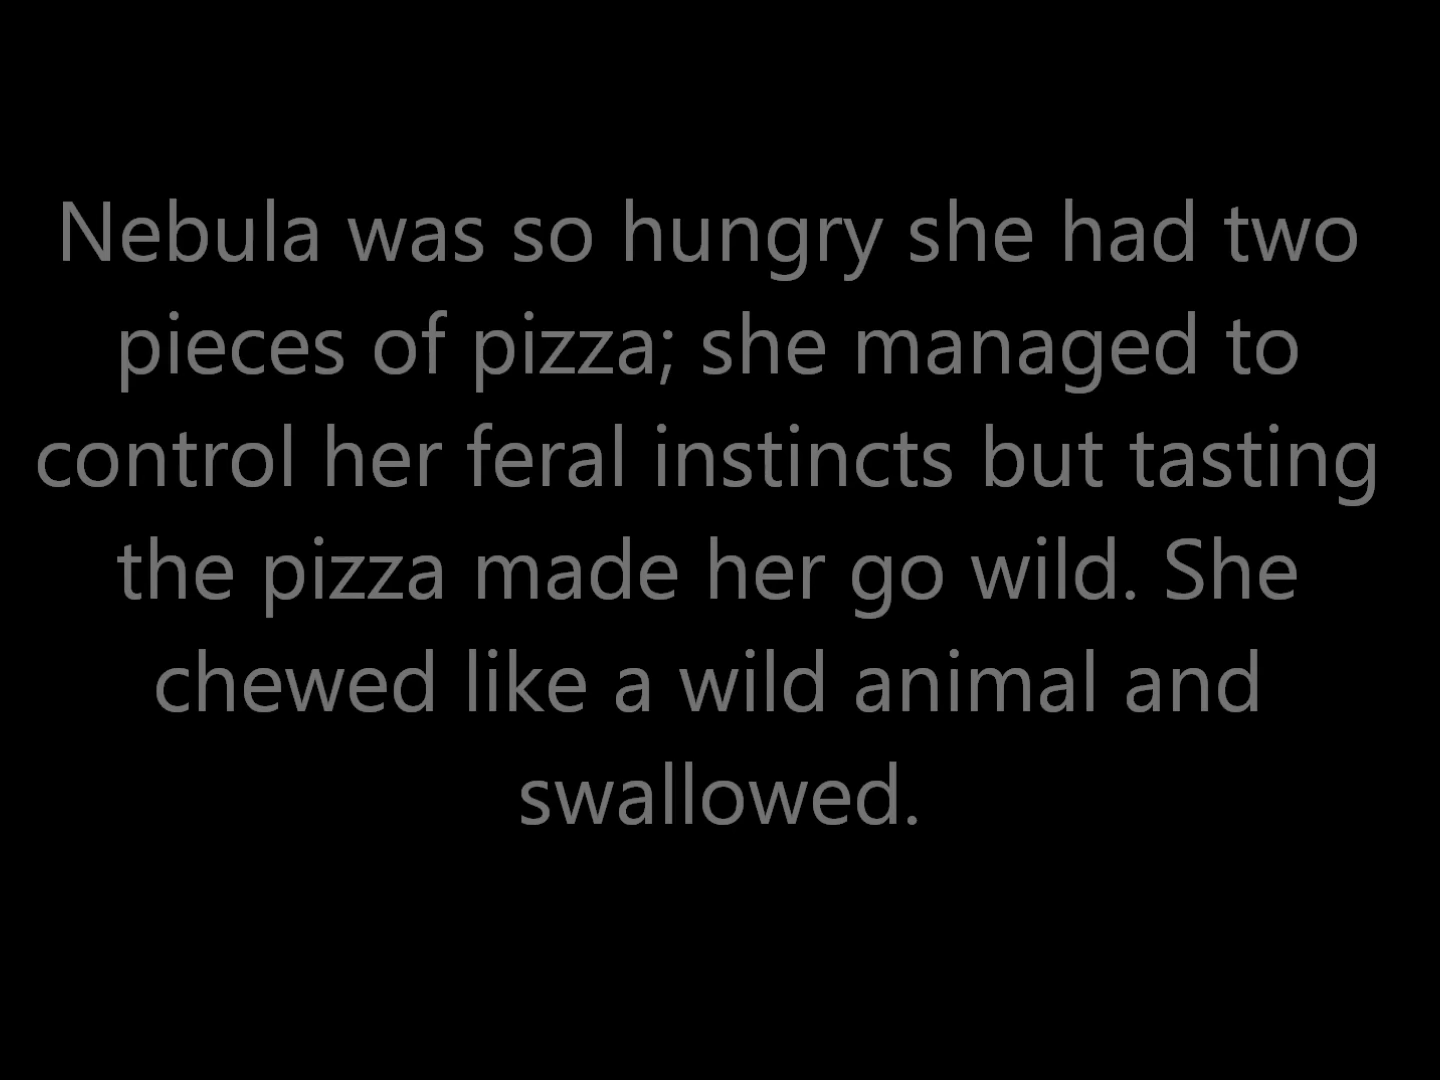 Nebula was so hungry she had two
pieces of pizza; she managed to
control her feral instincts but tasting
the pizza made her go wild. She
chewed like a wild animal and
swallowed.